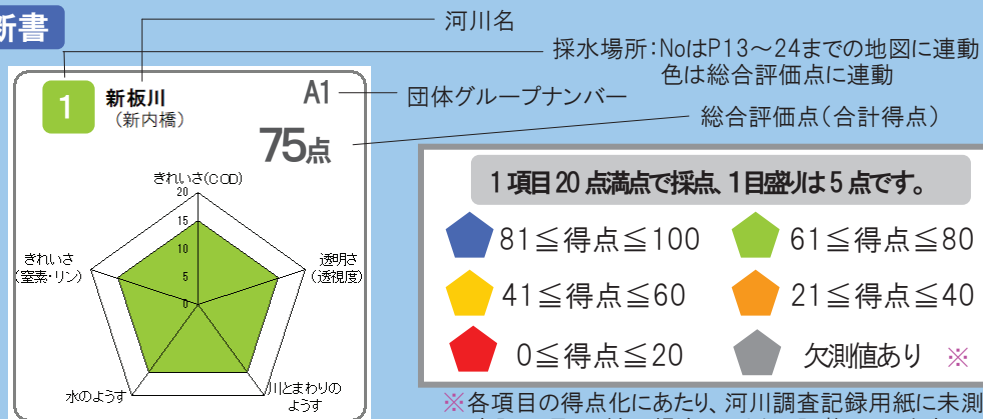 新書
河川名
採水場所：NoはP13～24までの地図に連動
色は総合評価点に連動
1
新板川
（新内橋）
A1
団体グループナンバー
75点
総合評価点（合計得点）
きれいさ(COD)
20
15
10
5
0
きれいさ
（窒素・リン）
透明さ
（透視度）
水のようす
川とまわりの
ようす
1項目20点満点で採点、1目盛りは5点です。
81≦得点≦100
61≦得点≦80
41≦得点≦60
21≦得点≦40
0≦得点≦20
欠測値あり ※
※各項目の得点化にあたり、河川調査記録用紙に未測